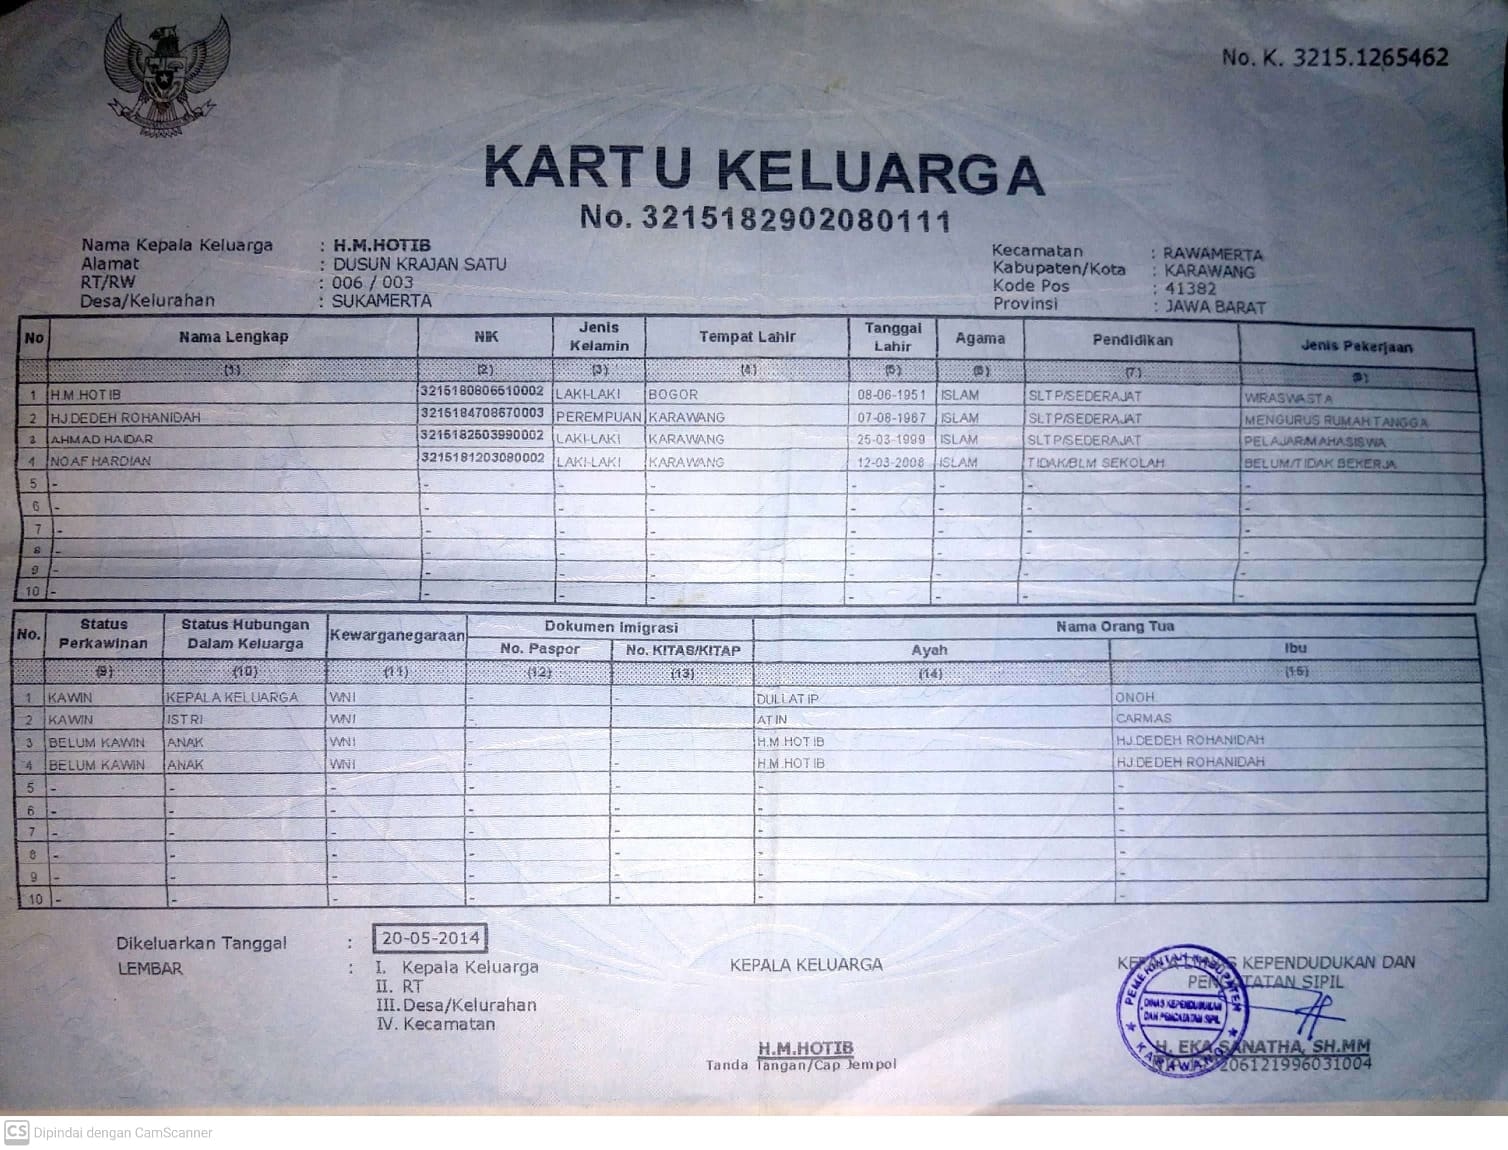 No. K. 3215.1265462
KARTU KELUARGA
No. 3215182902080111
Nama Kepala Keluarga : H.M.HOTIB
Alamat : DUSUN KRAJAN SATU
RT/RW : 006 / 003
Desa/Kelurahan : SUKAMERTA
Kecamatan : RAWAMERTA
Kabupaten/Kota : KARAWANG
Kode Pos : 41382
Provinsi : JAWA BARAT
No Nama Lengkap NIK Jenis Kelamin Tempat Lahir Tanggal Lahir Agama Pendidikan Jenis Pekerjaan
(1) (2) (3) (4) (5) (6) (7) (8)
1 H.M.HOTIB 3215180806510002 LAKI-LAKI BOGOR 08-06-1951 ISLAM SLTP/SEDERAJAT WIRASWASTA
2 HJ.DEDEH ROHANIDAH 3215184708670003 PEREMPUAN KARAWANG 07-08-1967 ISLAM SLTP/SEDERAJAT MENGURUS RUMAH TANGGA
3 AHMAD HAIDAR 3215182503990002 LAKI-LAKI KARAWANG 25-03-1999 ISLAM SLTP/SEDERAJAT PELAJAR/MAHASISWA
4 NOAF HARDIAN 3215181203080002 LAKI-LAKI KARAWANG 12-03-2008 ISLAM TIDAK/BLM SEKOLAH BELUM/TIDAK BEKERJA
5 - - - - - - - -
6 - - - - - - - -
7 - - - - - - - -
8 - - - - - - - -
9 - - - - - - - -
10 - - - - - - - -
No. Status Perkawinan Status Hubungan Dalam Keluarga Kewarganegaraan Dokumen Imigrasi Nama Orang Tua
No. Paspor No. KITAS/KITAP Ayah Ibu
(9) (10) (11) (12) (13) (14) (15)
1 KAWIN KEPALA KELUARGA WNI - - DULLATIP ONOH
2 KAWIN ISTRI WNI - - ATIN CARMAS
3 BELUM KAWIN ANAK WNI - - H.M.HOTIB HJ.DEDEH ROHANIDAH
4 BELUM KAWIN ANAK WNI - - H.M.HOTIB HJ.DEDEH ROHANIDAH
5 - - - - - - -
6 - - - - - - -
7 - - - - - - -
8 - - - - - - -
9 - - - - - - -
10 - - - - - - -
Dikeluarkan Tanggal : 20-05-2014
LEMBAR : I. Kepala Keluarga
II. RT
III. Desa/Kelurahan
IV. Kecamatan
KEPALA KELUARGA
H.M.HOTIB
Tanda Tangan/Cap Jempol
KEPENDUDUKAN DAN
PENCATATAN SIPIL
PEMERINTAH KABUPATEN
DINAS KEPENDUDUKAN
DAN PENCATATAN SIPIL
KARAWANG
H. EKA SANATHA, SH.MM
206121996031004
CS Dipindai dengan CamScanner